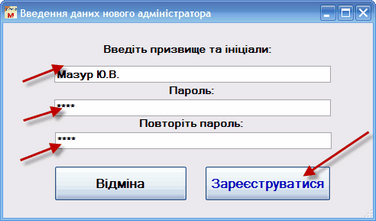 Введення даних нового адміністратора
Введіть призвище та ініціали:
Мазур Ю.В.
Пароль:
****
Повторіть пароль:
****
Відміна Зареєструватися